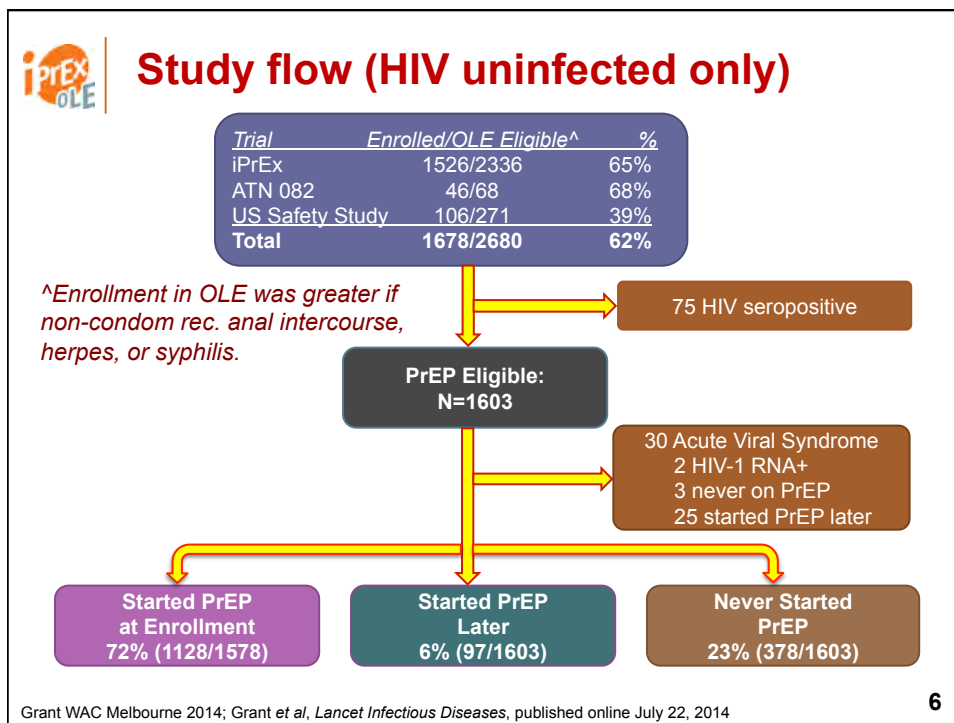 iPrEx
OLE
Study flow (HIV uninfected only)
Trial Enrolled/OLE Eligible^ %
iPrEx 1526/2336 65%
ATN 082 46/68 68%
US Safety Study 106/271 39%
Total 1678/2680 62%
^Enrollment in OLE was greater if
non-condom rec. anal intercourse,
herpes, or syphilis.
75 HIV seropositive
PrEP Eligible:
N=1603
30 Acute Viral Syndrome
2 HIV-1 RNA+
3 never on PrEP
25 started PrEP later
Started PrEP
at Enrollment
72% (1128/1578)
Started PrEP
Later
6% (97/1603)
Never Started
PrEP
23% (378/1603)
Grant WAC Melbourne 2014; Grant et al, Lancet Infectious Diseases, published online July 22, 2014
6